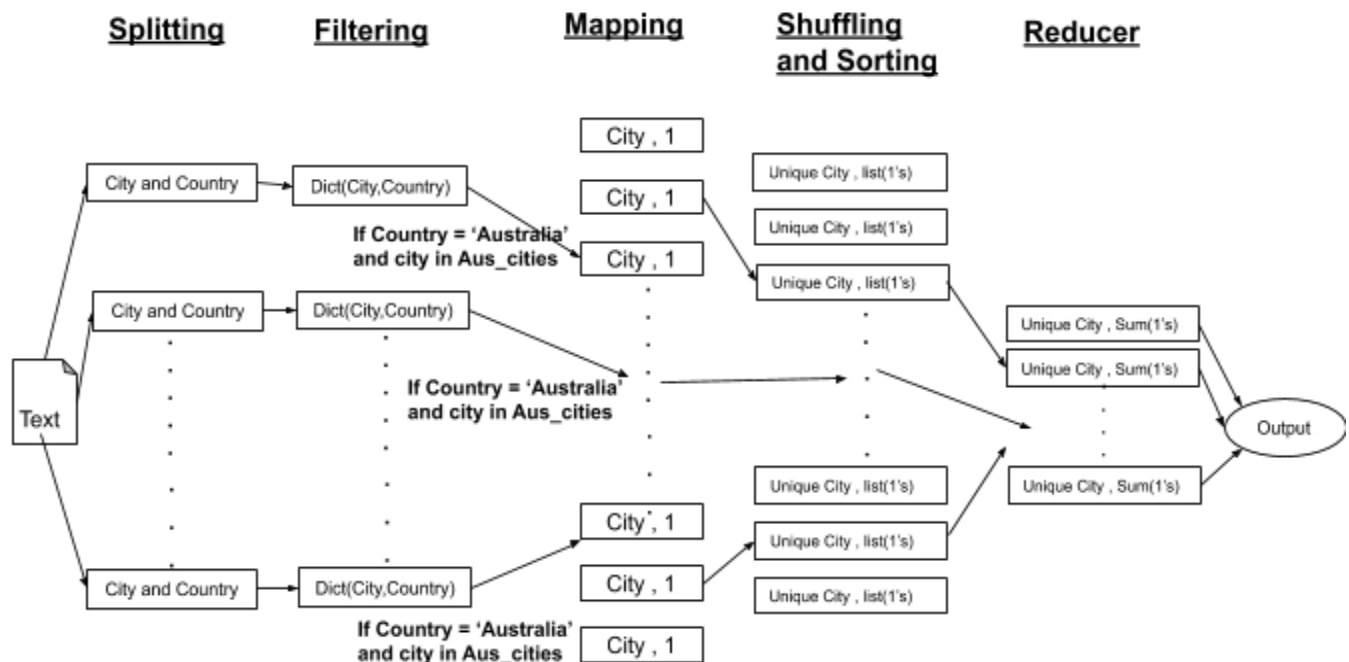 Splitting
Filtering
Mapping
Shuffling
and Sorting
Reducer
Text
City and Country
City and Country
City and Country
Dict(City,Country)
If Country = ‘Australia’
and city in Aus_cities
Dict(City,Country)
If Country = ‘Australia’
and city in Aus_cities
Dict(City,Country)
If Country = ‘Australia’
and city in Aus_cities
City , 1
City , 1
City , 1
City , 1
City , 1
City , 1
Unique City , list(1's)
Unique City , list(1's)
Unique City , list(1's)
Unique City , list(1's)
Unique City , list(1's)
Unique City , list(1's)
Unique City , Sum(1's)
Unique City , Sum(1's)
Unique City , Sum(1's)
Output